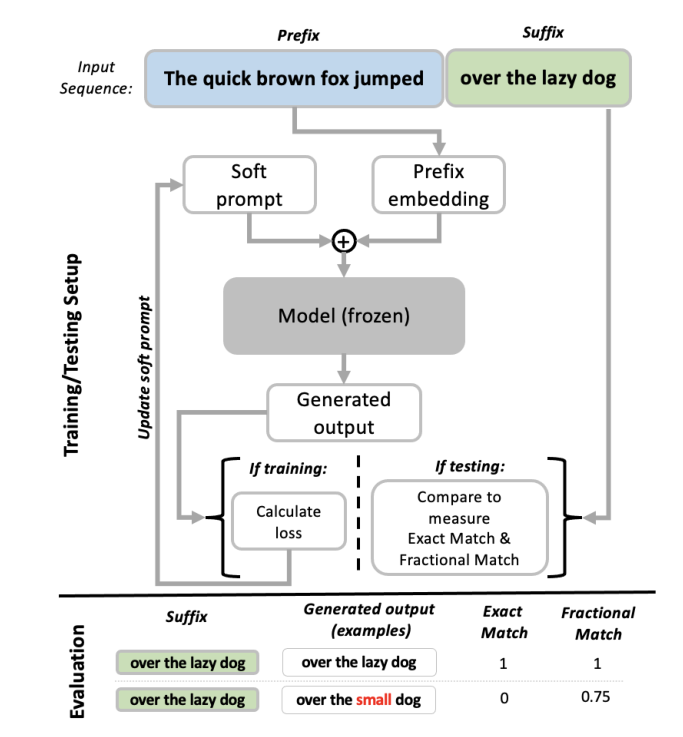 Prefix
Suffix
Input
Sequence:
The quick brown fox jumped
over the lazy dog
Soft
prompt
Prefix
embedding
+
Model (frozen)
Generated
output
Training/Testing Setup
Update soft prompt
If training:
Calculate
loss
If testing:
Compare to
measure
Exact Match &
Fractional Match
Evaluation
Suffix
Generated output
(examples)
Exact
Match
Fractional
Match
over the lazy dog
over the lazy dog
1
1
over the lazy dog
over the small dog
0
0.75